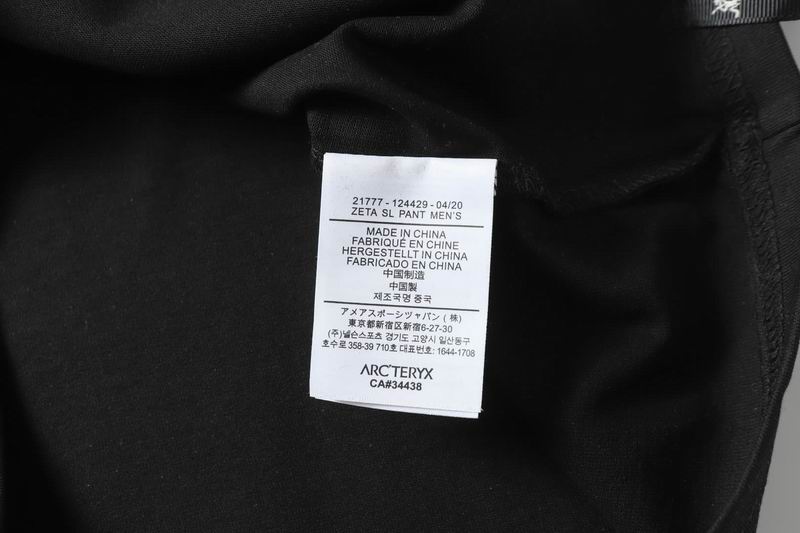 21777 - 124429 - 04/20
ZETA SL PANT MEN'S
MADE IN CHINA
FABRIQUÉ EN CHINE
HERGESTELLT IN CHINA
FABRICADO EN CHINA
中国制造
中国製
제조국명 중국
アメアスポーツジャパン ( 株)
東京都新宿区新宿6-27-30
(주)넬슨스포츠 경기도 고양시 일산동구
호수로 358-39 710호 대표번호: 1644-1708
ARC'TERYX
CA#34438